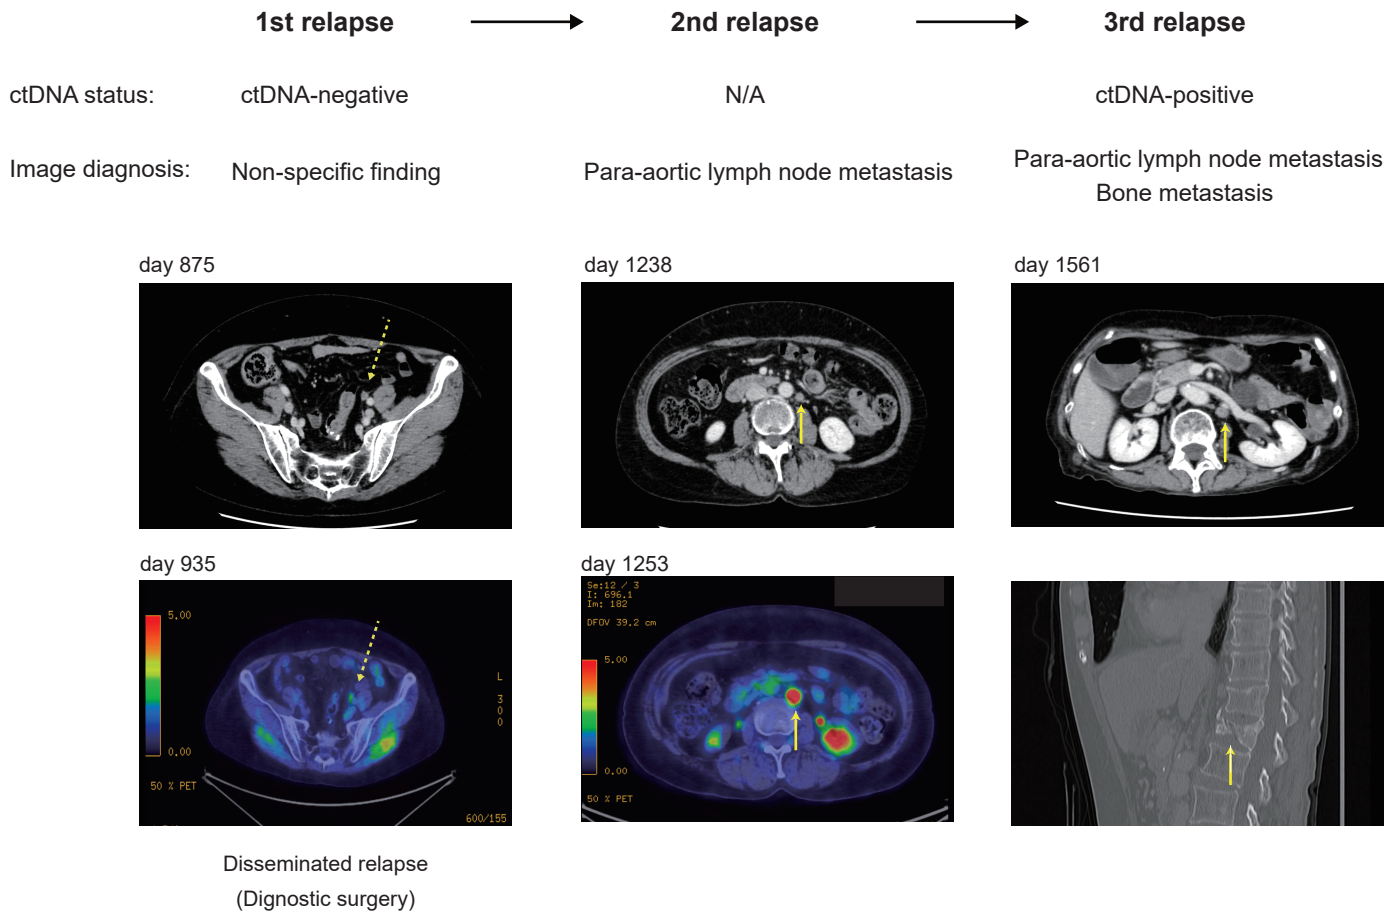 1st relapse 2nd relapse 3rd relapse
ctDNA status: ctDNA-negative N/A ctDNA-positive
Image diagnosis: Non-specific finding Para-aortic lymph node metastasis Para-aortic lymph node metastasis
Bone metastasis
day 875 day 1238 day 1561
day 935 day 1253
5.00
0.00
50 % PET
L
3
0
0
600/155
Se:12 / 3
I: 696.1
Im: 182
DFOV 39.2 cm
5.00
0.00
50 % PET
Disseminated relapse
(Dignostic surgery)